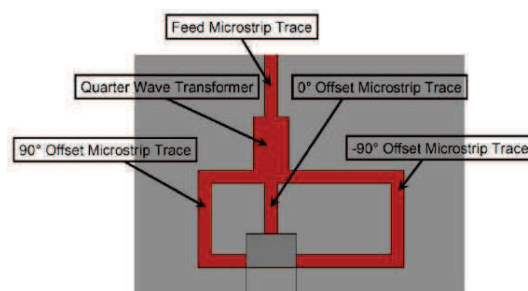 Feed Microstrip Trace
Quarter Wave Transformer
0° Offset Microstrip Trace
90° Offset Microstrip Trace
-90° Offset Microstrip Trace